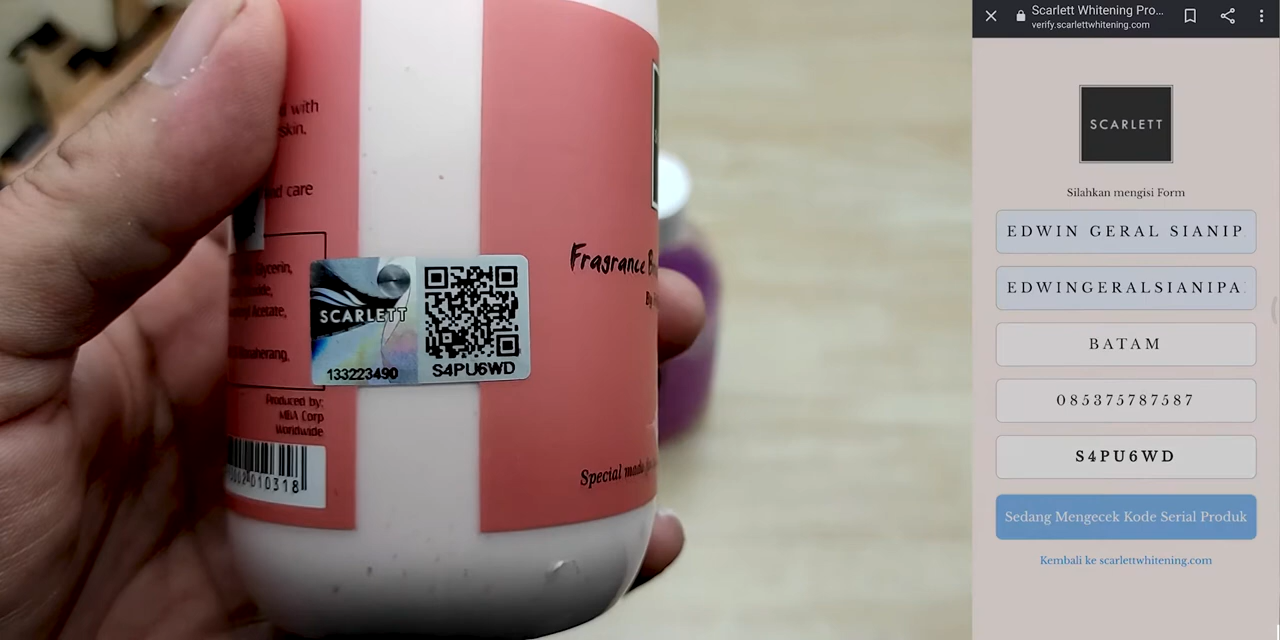 d with
skin,
nd care
Glycerin,
Acetate,
Produced by:
MBA Corp
Worldwide
010318
SCARLETT
133223490
S4PU6WD
Fragrance
By
Special made
Scarlett Whitening Pro...
verify.scarlettwhitening.com
SCARLETT
Silahkan mengisi Form
EDWIN GERAL SIANIP
EDWINGERALSIANIPA
BATAM
085375787587
S4PU6WD
Sedang Mengecek Kode Serial Produk
Kembali ke scarlettwhitening.com